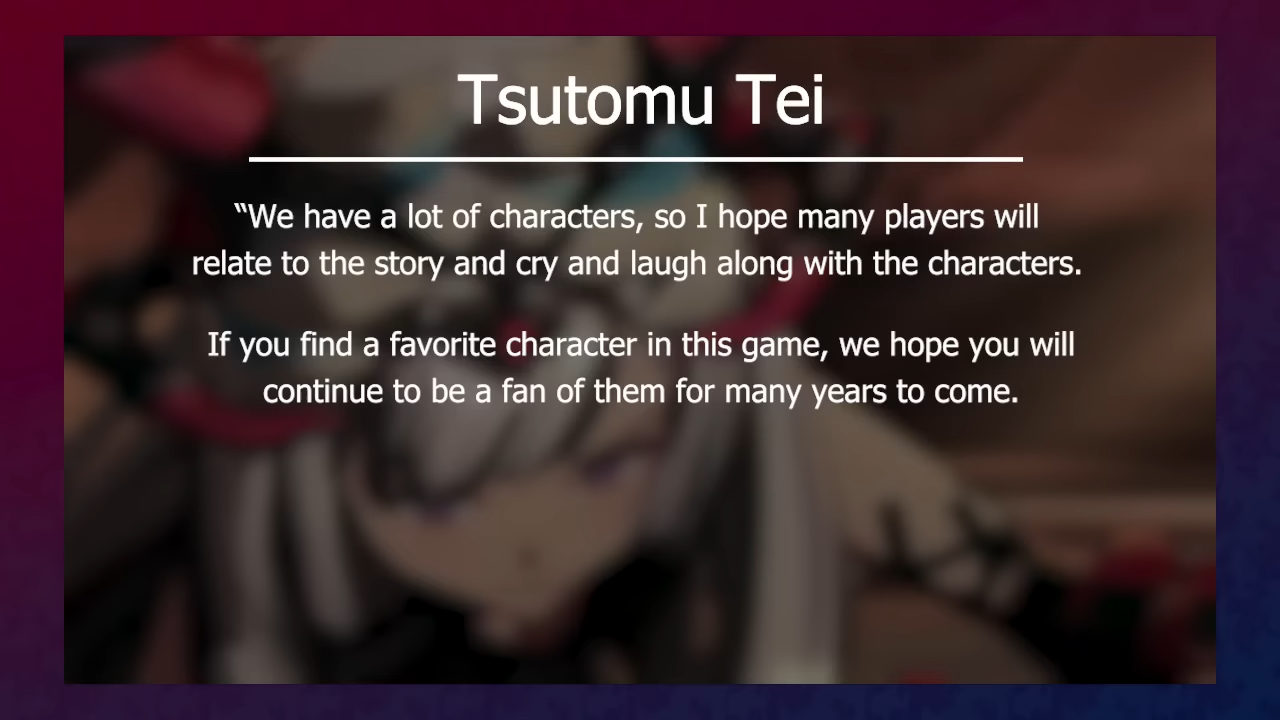 Tsutomu Tei
“We have a lot of characters, so I hope many players will
relate to the story and cry and laugh along with the characters.
If you find a favorite character in this game, we hope you will
continue to be a fan of them for many years to come.